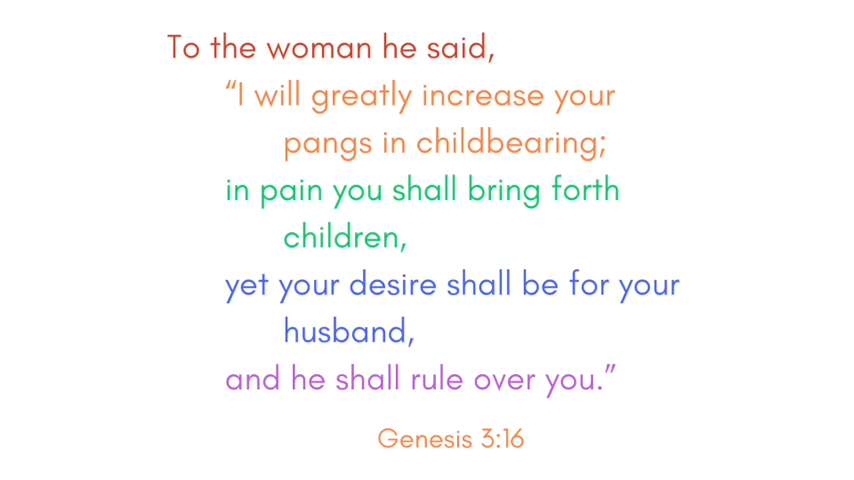 To the woman he said,
“I will greatly increase your
pangs in childbearing;
in pain you shall bring forth
children,
yet your desire shall be for your
husband,
and he shall rule over you.”
Genesis 3:16